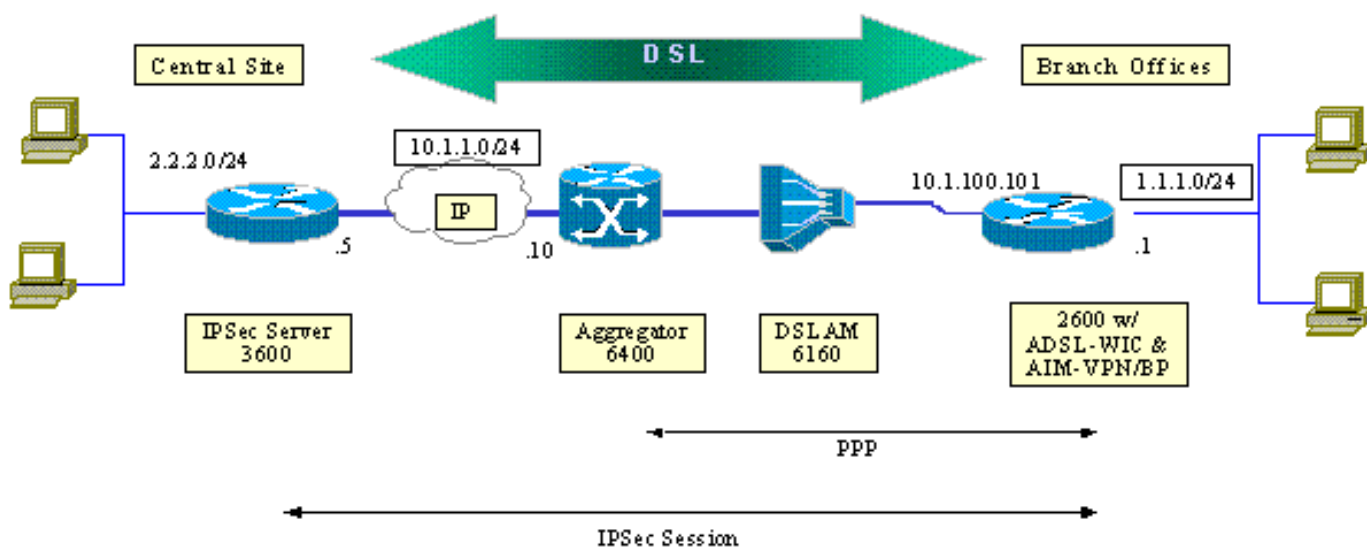 DSL
Central Site
Branch Offices
2.2.2.0/24
10.1.1.0/24
IP
10.1.100.101
1.1.1.0/24
.5
.10
.1
IPSec Server
3600
Aggregator
6400
DSLAM
6160
2600 w/
ADSL-WIC &
AIM-VPN/BP
PPP
IPSec Session